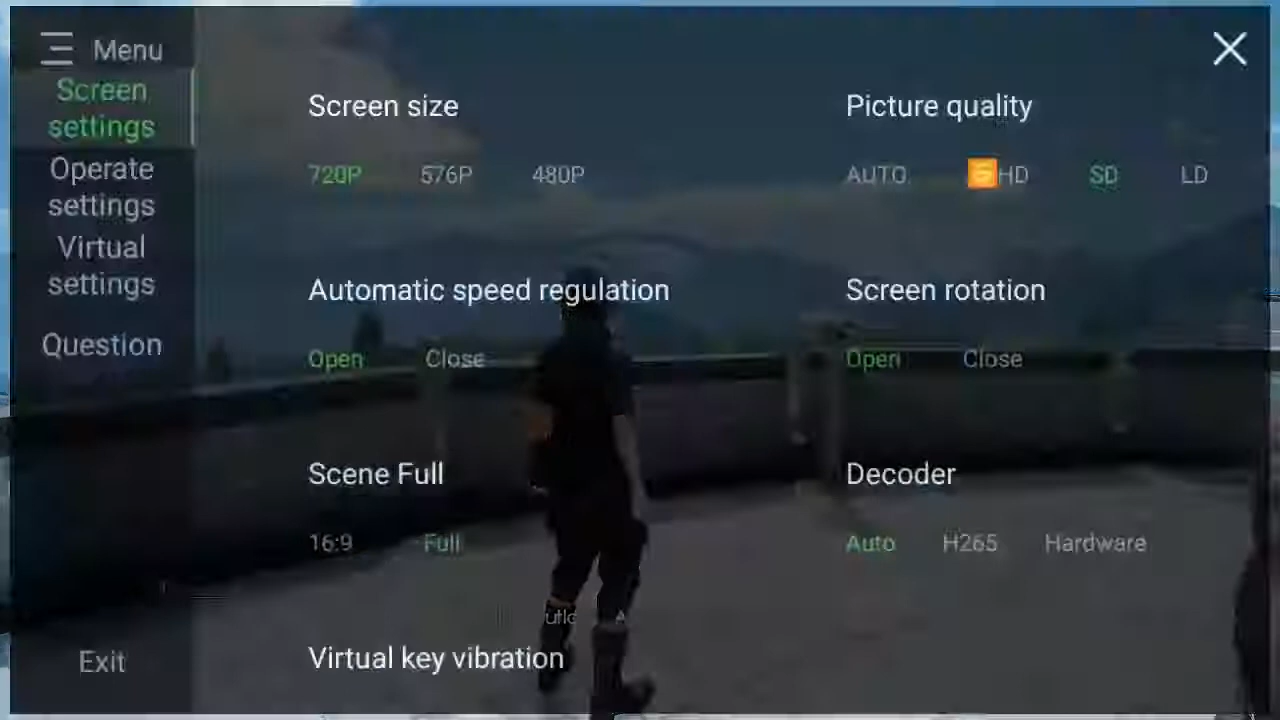 Menu
Screen
settings
Operate
settings
Virtual
settings
Question
Exit
Screen size
720P 576P 480P
Picture quality
AUTO HD SD LD
Automatic speed regulation
Open Close
Screen rotation
Open Close
Scene Full
16:9 Full
Decoder
Auto H265 Hardware
Virtual key vibration